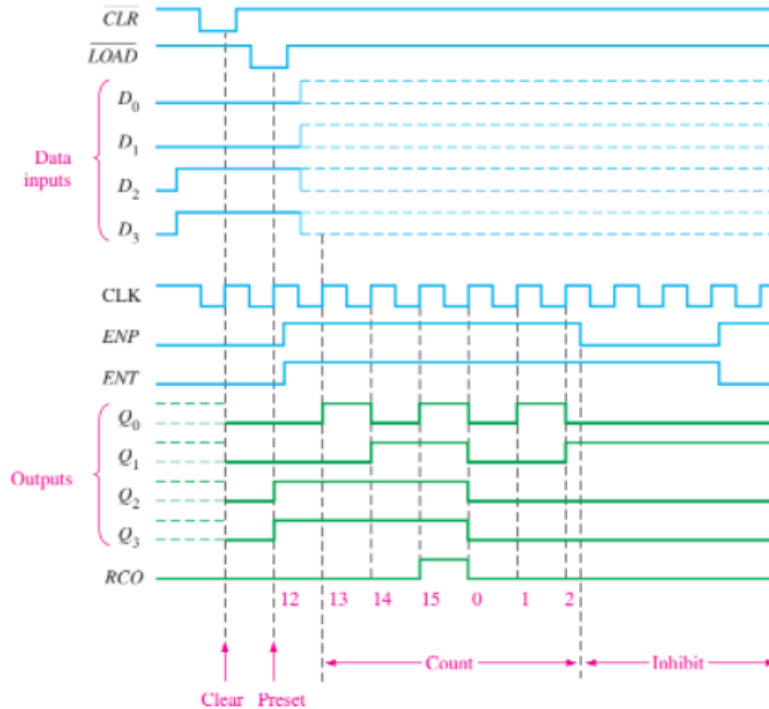 CLR
LOAD
D0
D1
Data
inputs
D2
D3
CLK
ENP
ENT
Q0
Q1
Outputs
Q2
Q3
RCO
12 13 14 15 0 1 2
Count Inhibit
Clear Preset